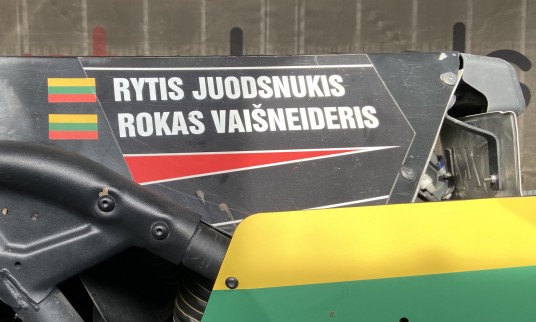 RYTIS JUODSNUKIS
ROKAS VAIŠNEIDERIS